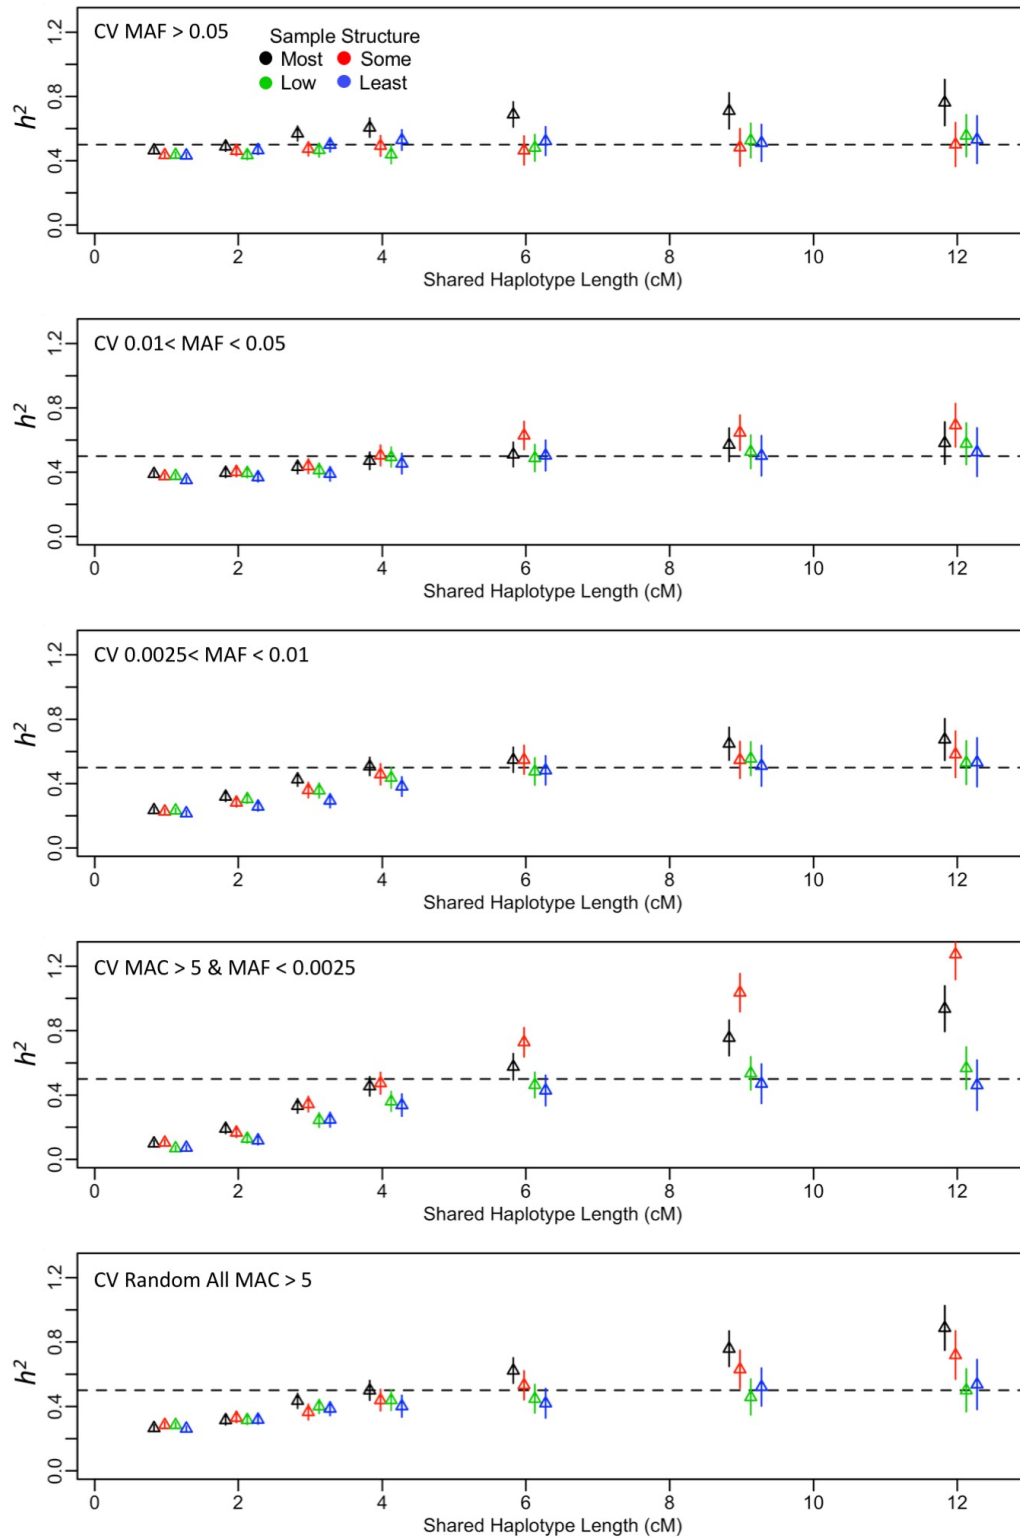 CV MAF > 0.05
Sample Structure
Most Some
Low Least
h²
0.0 0.4 0.8 1.2
0 2 4 6 8 10 12
Shared Haplotype Length (cM)
CV 0.01< MAF < 0.05
h²
0.0 0.4 0.8 1.2
0 2 4 6 8 10 12
Shared Haplotype Length (cM)
CV 0.0025< MAF < 0.01
h²
0.0 0.4 0.8 1.2
0 2 4 6 8 10 12
Shared Haplotype Length (cM)
CV MAC > 5 & MAF < 0.0025
h²
0.0 0.4 0.8 1.2
0 2 4 6 8 10 12
Shared Haplotype Length (cM)
CV Random All MAC > 5
h²
0.0 0.4 0.8 1.2
0 2 4 6 8 10 12
Shared Haplotype Length (cM)